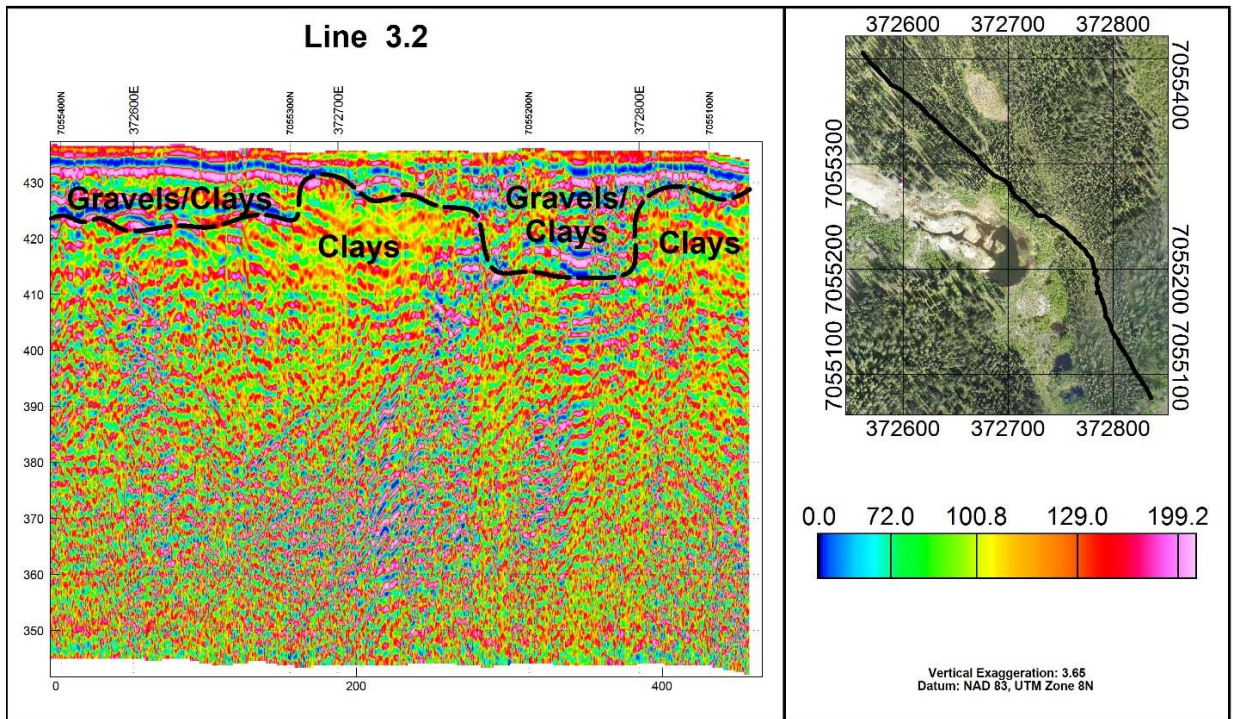 Line 3.2
7055400N
372600E
7055300N
372700E
7055200N
372800E
7055100N
430
420
410
400
390
380
370
360
350
Gravels/Clays
Clays
Gravels/
Clays
Clays
0
200
400
372600 372700 372800
7055300
7055200
7055100
7055400
7055200
7055100
372600 372700 372800
0.0 72.0 100.8 129.0 199.2
Vertical Exaggeration: 3.65
Datum: NAD 83, UTM Zone 8N